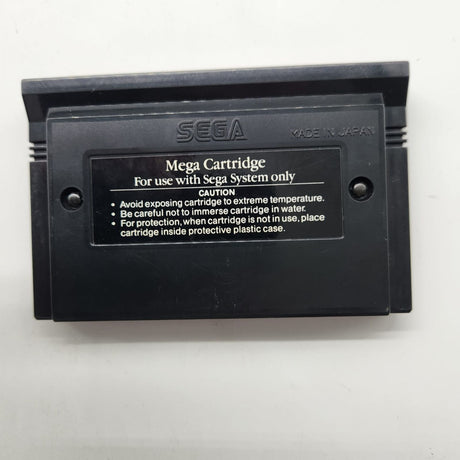 SEGA MADE IN JAPAN
Mega Cartridge
For use with Sega System only
CAUTION
• Avoid exposing cartridge to extreme temperature.
• Be careful not to immerse cartridge in water.
• For protection, when cartridge is not in use, place
cartridge inside protective plastic case.